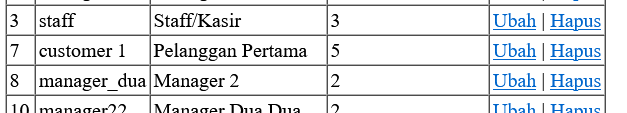 3 staff Staff/Kasir 3 Ubah | Hapus
7 customer 1 Pelanggan Pertama 5 Ubah | Hapus
8 manager_dua Manager 2 2 Ubah | Hapus
10 manager22 Manager Dua Dua 2 Ubah | Hapus